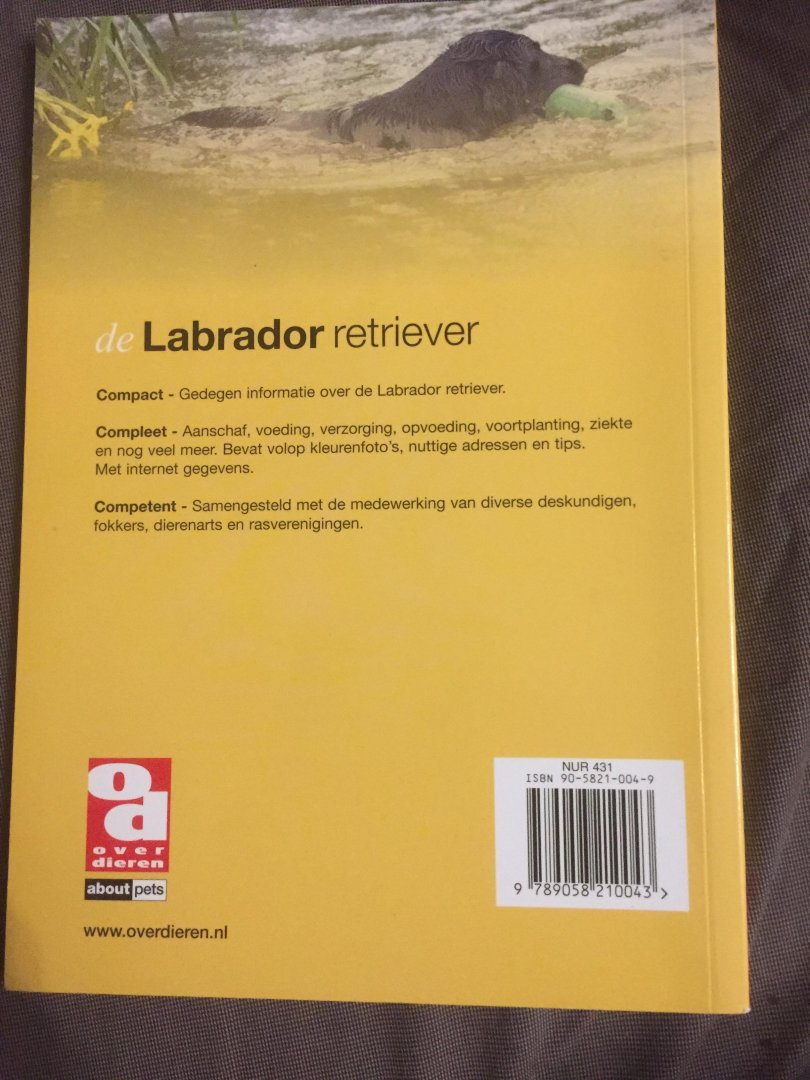 de Labrador retriever
Compact - Gedegen informatie over de Labrador retriever.
Compleet - Aanschaf, voeding, verzorging, opvoeding, voortplanting, ziekte
en nog veel meer. Bevat volop kleurenfoto's, nuttige adressen en tips.
Met internet gegevens.
Competent - Samengesteld met de medewerking van diverse deskundigen,
fokkers, dierenarts en rasverenigingen.
od
over
dieren
about pets
www.overdieren.nl
NUR 431
ISBN 90-5821-004-9
9 789058 210043 >